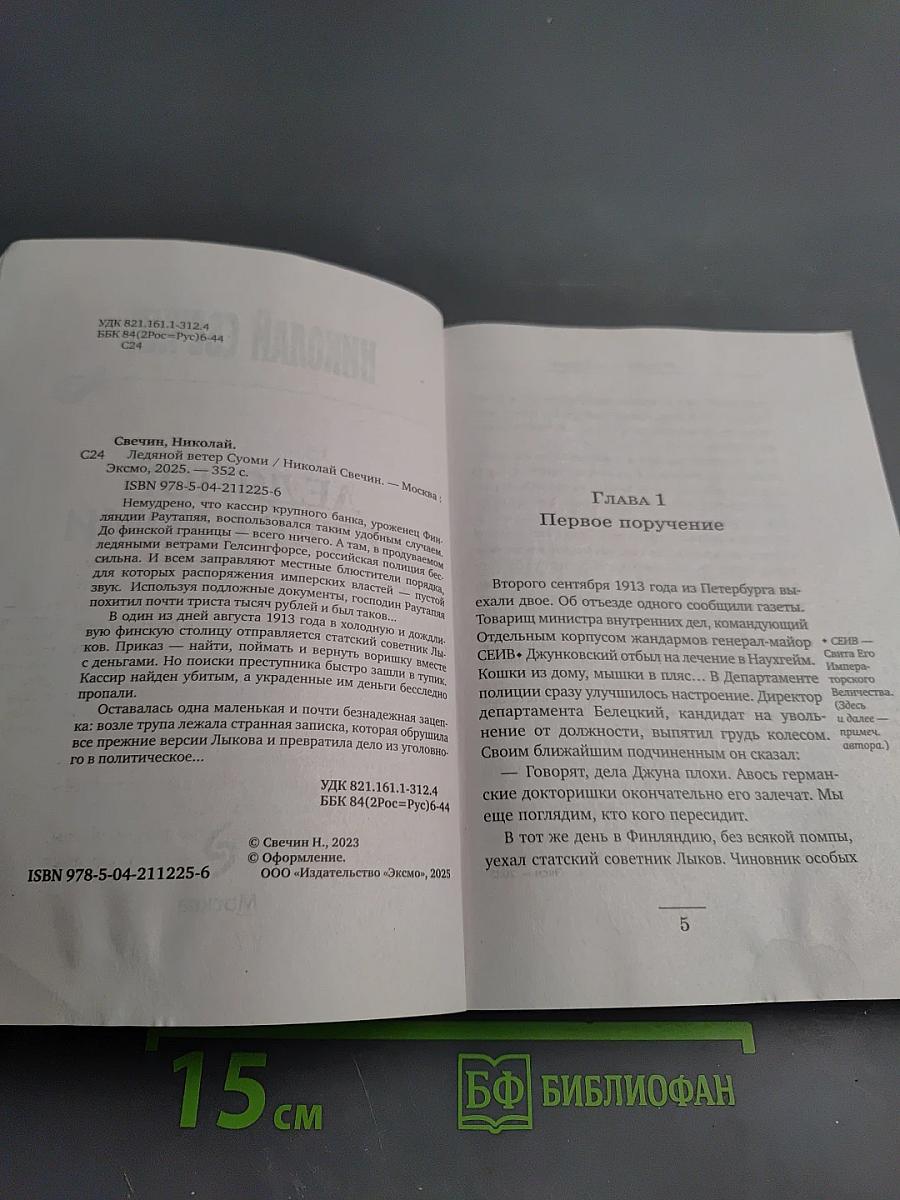 УДК 821.161.1-312.4
ББК 84(2Рос=Рус)6-44
С24
Свечин, Николай.
С24 Ледяной ветер Суоми / Николай Свечин. — Москва :
Эксмо, 2025. — 352 с.
ISBN 978-5-04-211225-6
Немудрено, что кассир крупного банка, уроженец Фин-
ляндии Раутапяя, воспользовался таким удобным случаем.
До финской границы — всего ничего. А там, в продуваемом
ледяными ветрами Гельсингфорсе, российская полиция бес-
сильна. И всем заправляют местные блюстители порядка,
для которых распоряжения имперских властей — пустой
звук. Используя подложные документы, господин Раутапяя
похитил почти триста тысяч рублей и был таков...
В один из дней августа 1913 года в холодную и дождли-
вую финскую столицу отправляется статский советник Лы-
ков. Приказ — найти, поймать и вернуть воришку вместе
с деньгами. Но поиски преступника быстро зашли в тупик.
Кассир найден убитым, а украденные им деньги бесследно
пропали.
Оставалась одна маленькая и почти безнадежная зацеп-
ка: возле трупа лежала странная записка, которая обрушила
все прежние версии Лыкова и превратила дело из уголовно-
го в политическое...
УДК 821.161.1-312.4
ББК 84(2Рос=Рус)6-44
© Свечин Н., 2023
© Оформление.
ООО «Издательство «Эксмо», 2025
ISBN 978-5-04-211225-6
Глава 1
Первое поручение
Второго сентября 1913 года из Петербурга вы-
ехали двое. Об отъезде одного сообщили газеты.
Товарищ министра внутренних дел, командующий
Отдельным корпусом жандармов генерал-майор
СЕИВ♦ Джунковский отбыл на лечение в Наухгейм.
Кошки из дому, мышки в пляс... В Департаменте
полиции сразу улучшилось настроение. Директор
департамента Белецкий, кандидат на уволь-
нение от должности, выпятил грудь колесом.
Своим ближайшим подчиненным он сказал:
— Говорят, дела Джуна плохи. Авось герман-
ские докторишки окончательно его залечат. Мы
еще поглядим, кто кого пересидит.
В тот же день в Финляндию, без всякой помпы,
уехал статский советник Лыков. Чиновник особых
♦ СЕИВ —
Свита Его
Импера-
торского
Величества.
(Здесь
и далее —
примеч.
автора.)
5
15 см
БФ БИБЛИОФАН